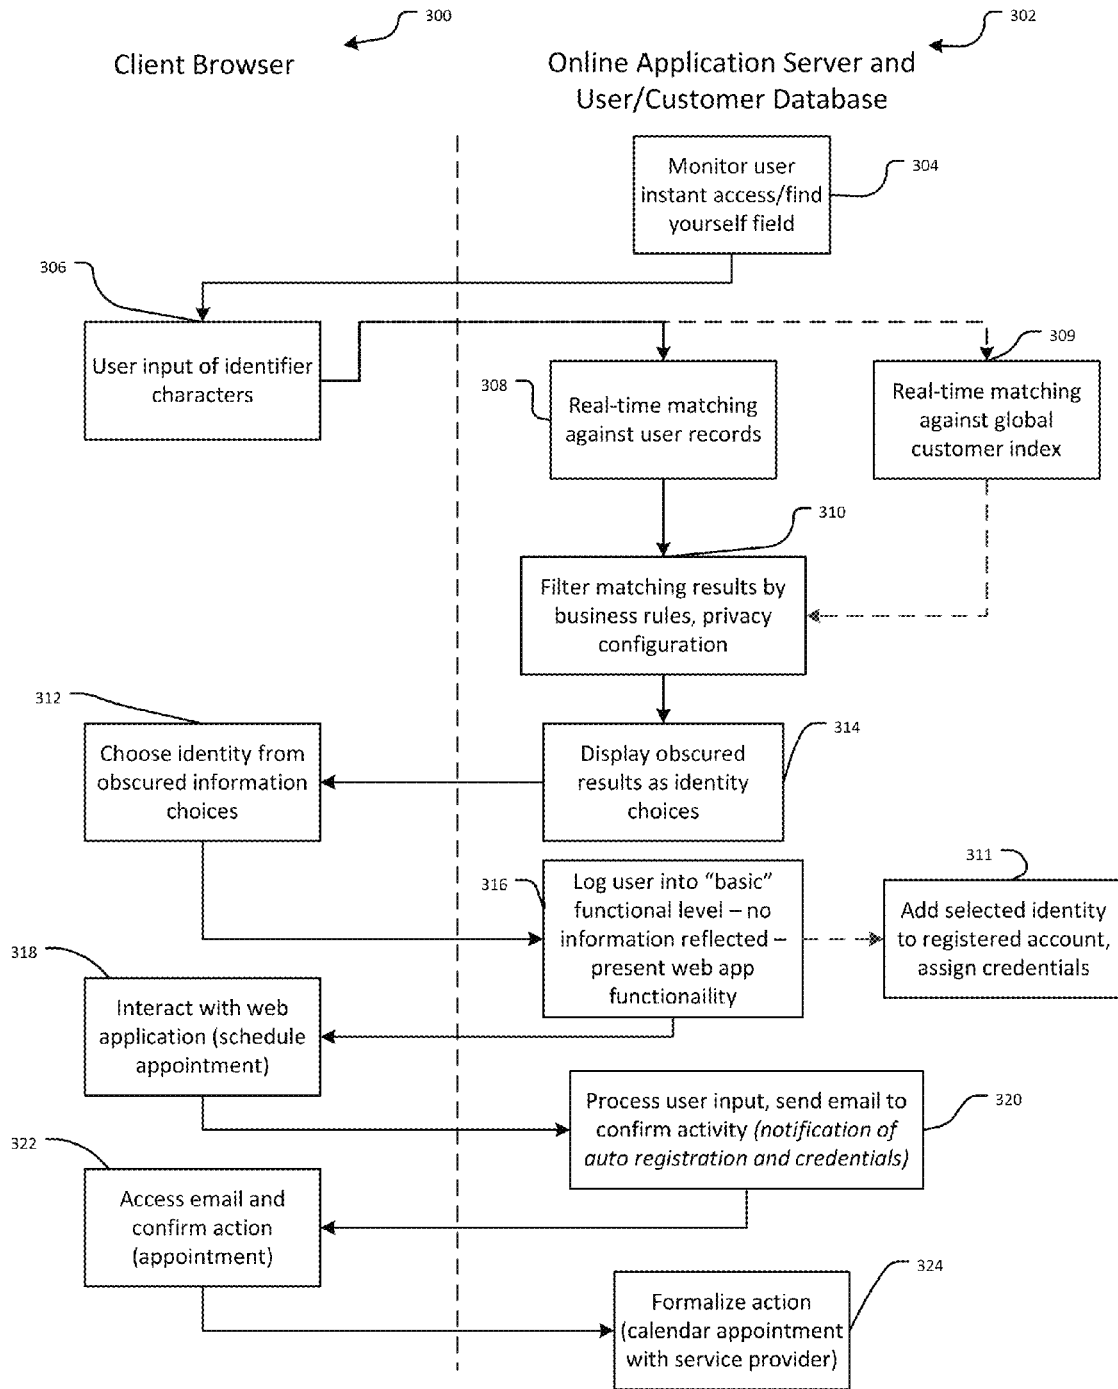 300
302
Client Browser
Online Application Server and
User/Customer Database
Monitor user
instant access/find
yourself field
304
306
User input of identifier
characters
308
Real-time matching
against user records
309
Real-time matching
against global
customer index
310
Filter matching results by
business rules, privacy
configuration
312
Choose identity from
obscured information
choices
Display obscured
results as identity
choices
314
316
Log user into “basic”
functional level – no
information reflected –
present web app
functionaility
311
Add selected identity
to registered account,
assign credentials
318
Interact with web
application (schedule
appointment)
Process user input, send email to
confirm activity (notification of
auto registration and credentials)
320
322
Access email and
confirm action
(appointment)
Formalize action
(calendar appointment
with service provider)
324